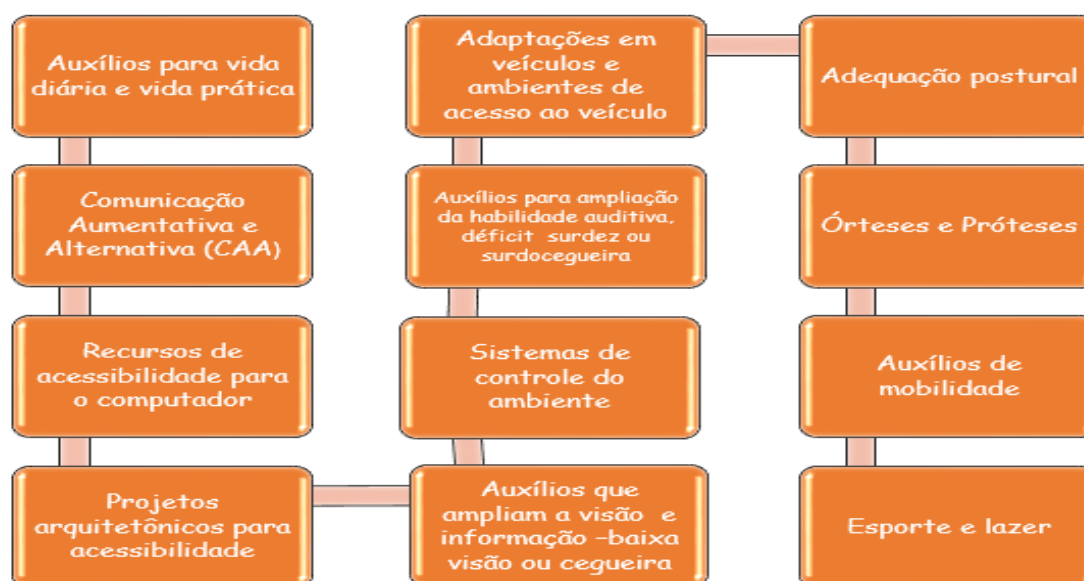 Auxílios para vida
diária e vida prática
Comunicação
Aumentativa e
Alternativa (CAA)
Recursos de
acessibilidade para
o computador
Projetos
arquitetônicos para
acessibilidade
Auxílios que
ampliam a visão e
informação -baixa
visão ou cegueira
Sistemas de
controle do
ambiente
Auxílios para ampliação
da habilidade auditiva,
déficit surdez ou
surdocegueira
Adaptações em
veículos e
ambientes de
acesso ao veículo
Adequação postural
Órteses e Próteses
Auxílios de
mobilidade
Esporte e lazer